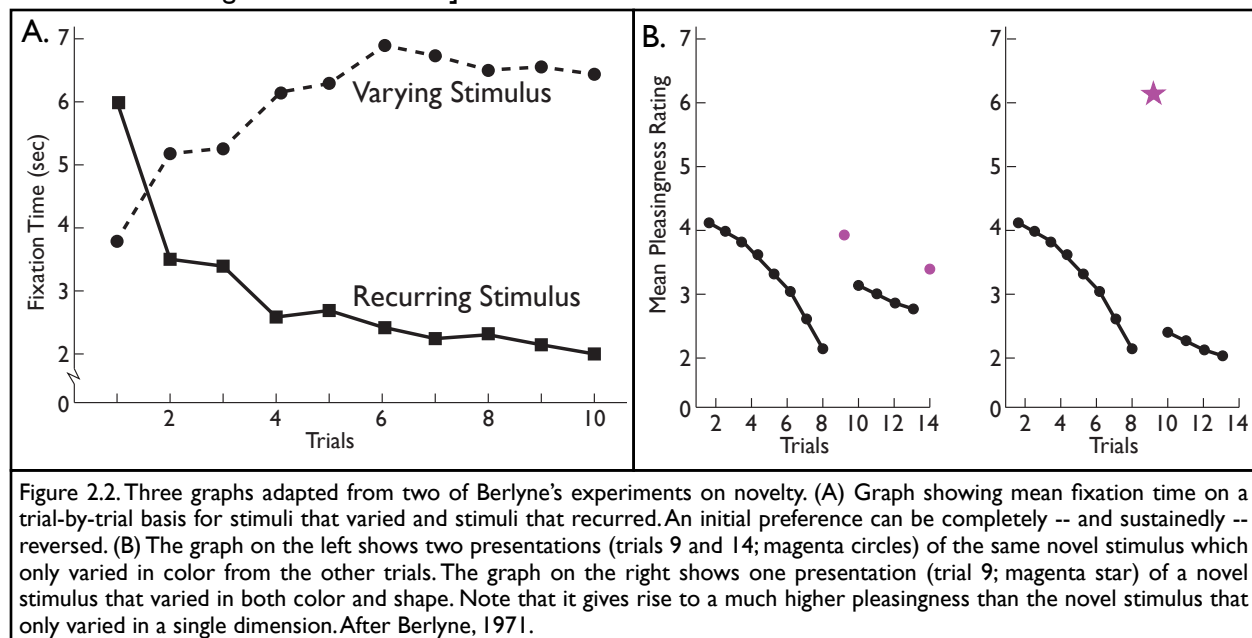 A.
7
6
5
4
3
2
0
Fixation Time (sec)
Varying Stimulus
Recurring Stimulus
2 4 6 8 10
Trials
B.
7
6
5
4
3
2
0
Mean Pleasingness Rating
2 4 6 8 10 12 14
Trials
7
6
5
4
3
2
0
2 4 6 8 10 12 14
Trials
Figure 2.2. Three graphs adapted from two of Berlyne's experiments on novelty. (A) Graph showing mean fixation time on a
trial-by-trial basis for stimuli that varied and stimuli that recurred. An initial preference can be completely -- and sustainedly --
reversed. (B) The graph on the left shows two presentations (trials 9 and 14; magenta circles) of the same novel stimulus which
only varied in color from the other trials. The graph on the right shows one presentation (trial 9; magenta star) of a novel
stimulus that varied in both color and shape. Note that it gives rise to a much higher pleasingness than the novel stimulus that
only varied in a single dimension. After Berlyne, 1971.